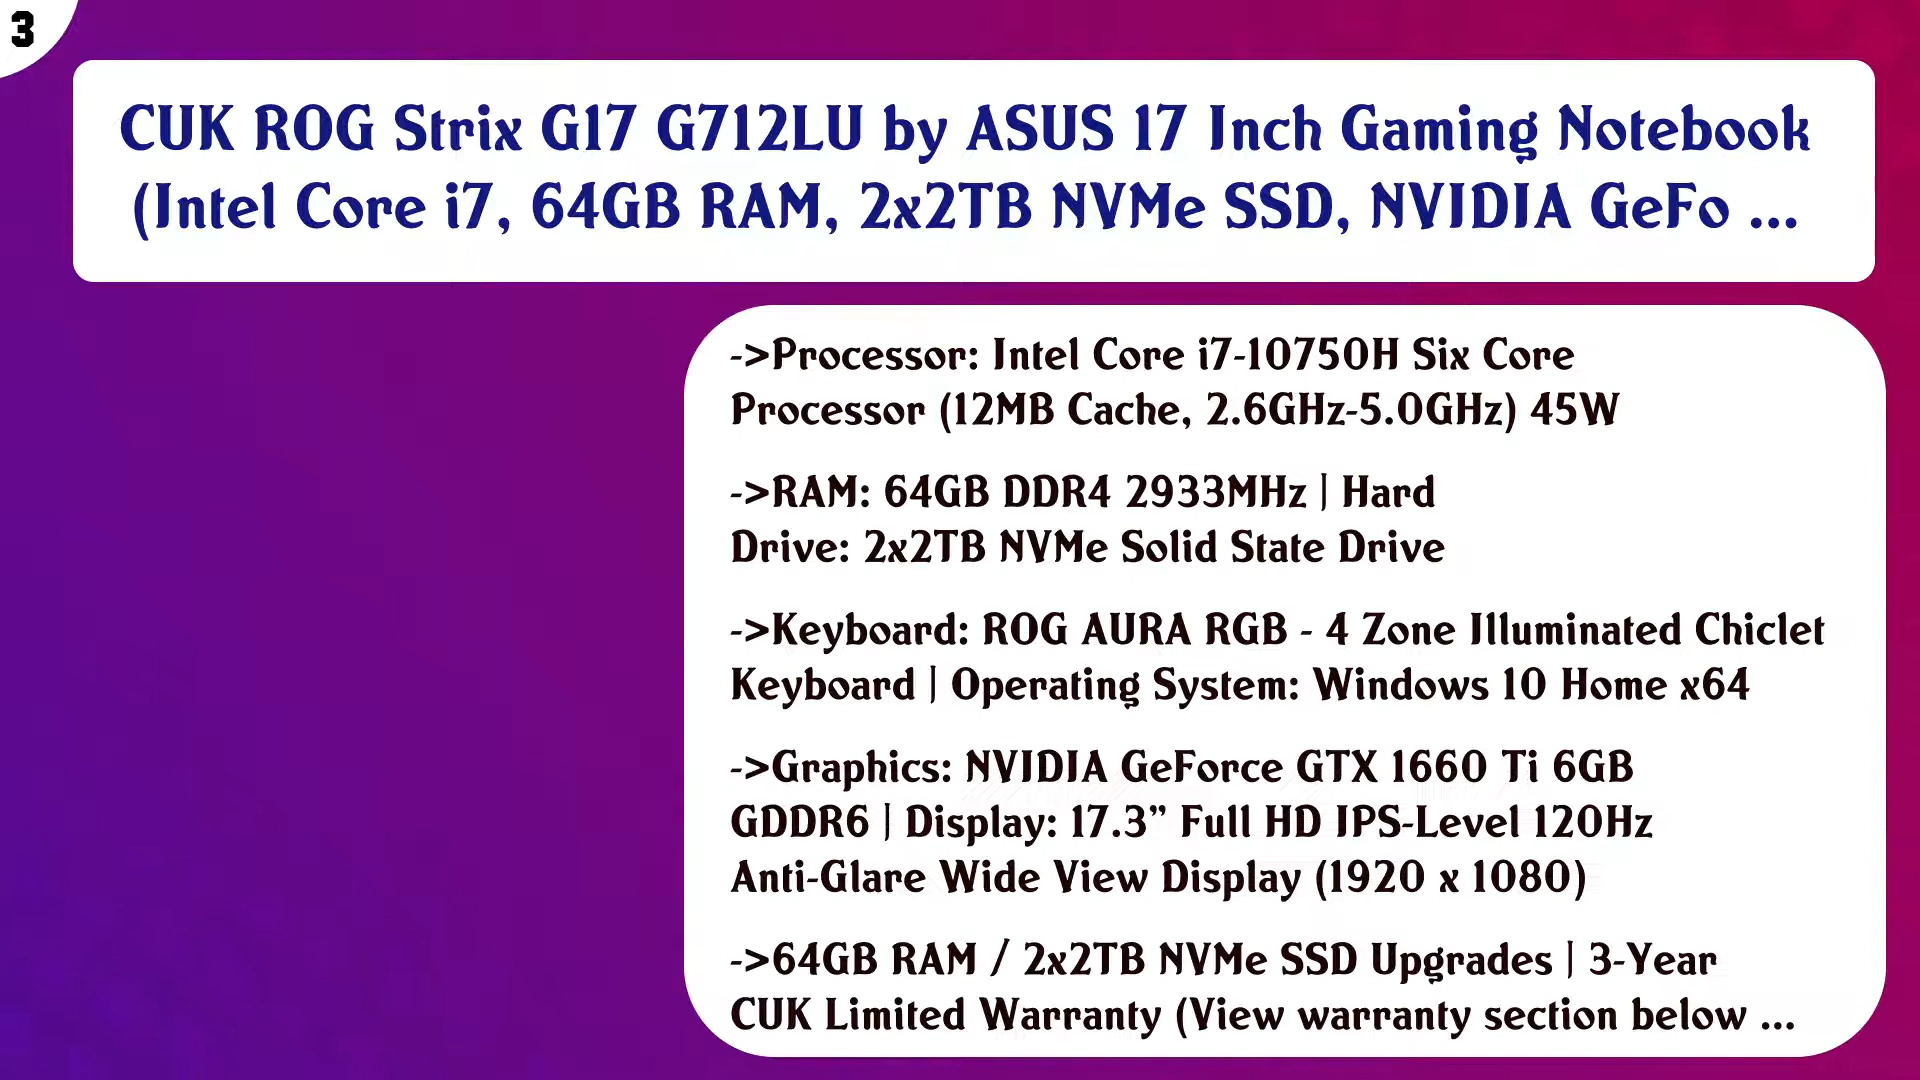 3
CUK ROG Strix G17 G712LU by ASUS 17 Inch Gaming Notebook
(Intel Core i7, 64GB RAM, 2x2TB NVMe SSD, NVIDIA GeFo ...
->Processor: Intel Core i7-10750H Six Core
Processor (12MB Cache, 2.6GHz-5.0GHz) 45W
->RAM: 64GB DDR4 2933MHz | Hard
Drive: 2x2TB NVMe Solid State Drive
->Keyboard: ROG AURA RGB - 4 Zone Illuminated Chiclet
Keyboard | Operating System: Windows 10 Home x64
->Graphics: NVIDIA GeForce GTX 1660 Ti 6GB
GDDR6 | Display: 17.3” Full HD IPS-Level 120Hz
Anti-Glare Wide View Display (1920 x 1080)
->64GB RAM / 2x2TB NVMe SSD Upgrades | 3-Year
CUK Limited Warranty (View warranty section below ...